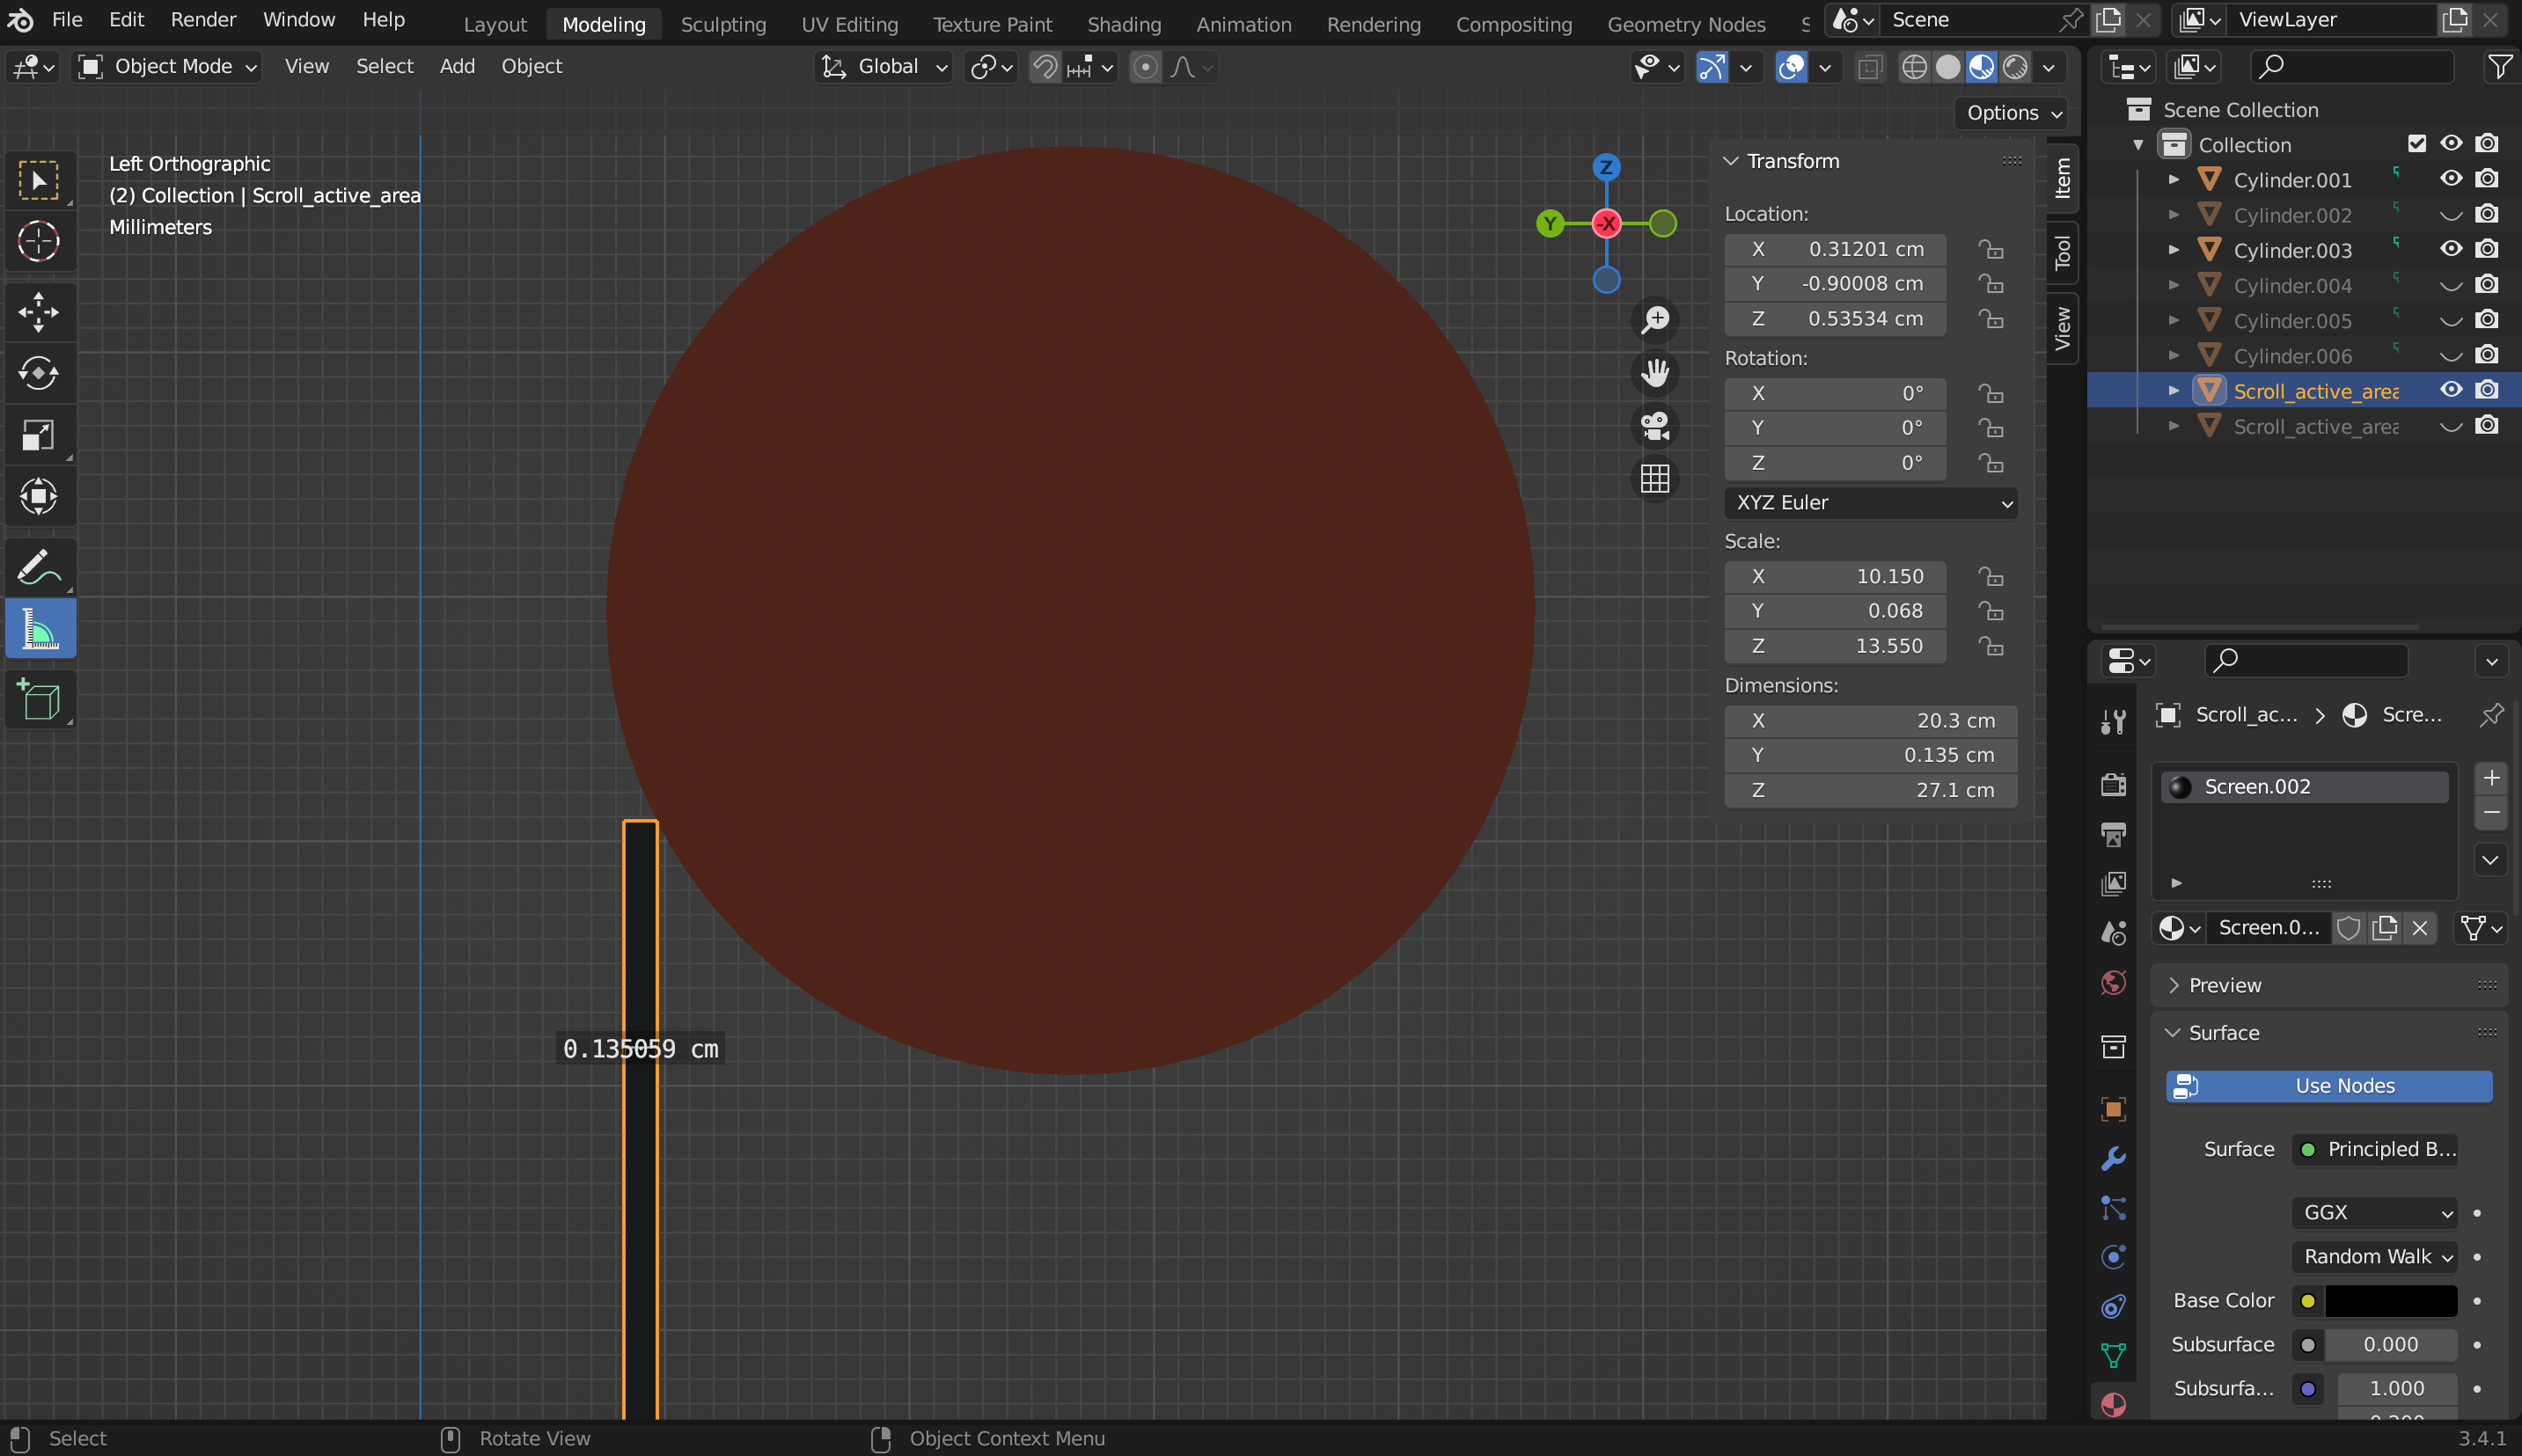 File Edit Render Window Help
Layout Modeling Sculpting UV Editing Texture Paint Shading Animation Rendering Compositing Geometry Nodes S
Scene
ViewLayer
Object Mode View Select Add Object
Global
Options
Left Orthographic
(2) Collection | Scroll_active_area
Millimeters
Z
Y
-X
Transform
Location:
X 0.31201 cm
Y -0.90008 cm
Z 0.53534 cm
Rotation:
X 0°
Y 0°
Z 0°
XYZ Euler
Scale:
X 10.150
Y 0.068
Z 13.550
Dimensions:
X 20.3 cm
Y 0.135 cm
Z 27.1 cm
Item
Tool
View
0.135059 cm
Scene Collection
Collection
Cylinder.001
Cylinder.002
Cylinder.003
Cylinder.004
Cylinder.005
Cylinder.006
Scroll_active_area
Scroll_active_area
Scroll_ac... Scre...
Screen.002
Screen.0...
Preview
Surface
Use Nodes
Surface Principled B...
GGX
Random Walk
Base Color
Subsurface 0.000
Subsurfa... 1.000
Select
Rotate View
Object Context Menu
3.4.1